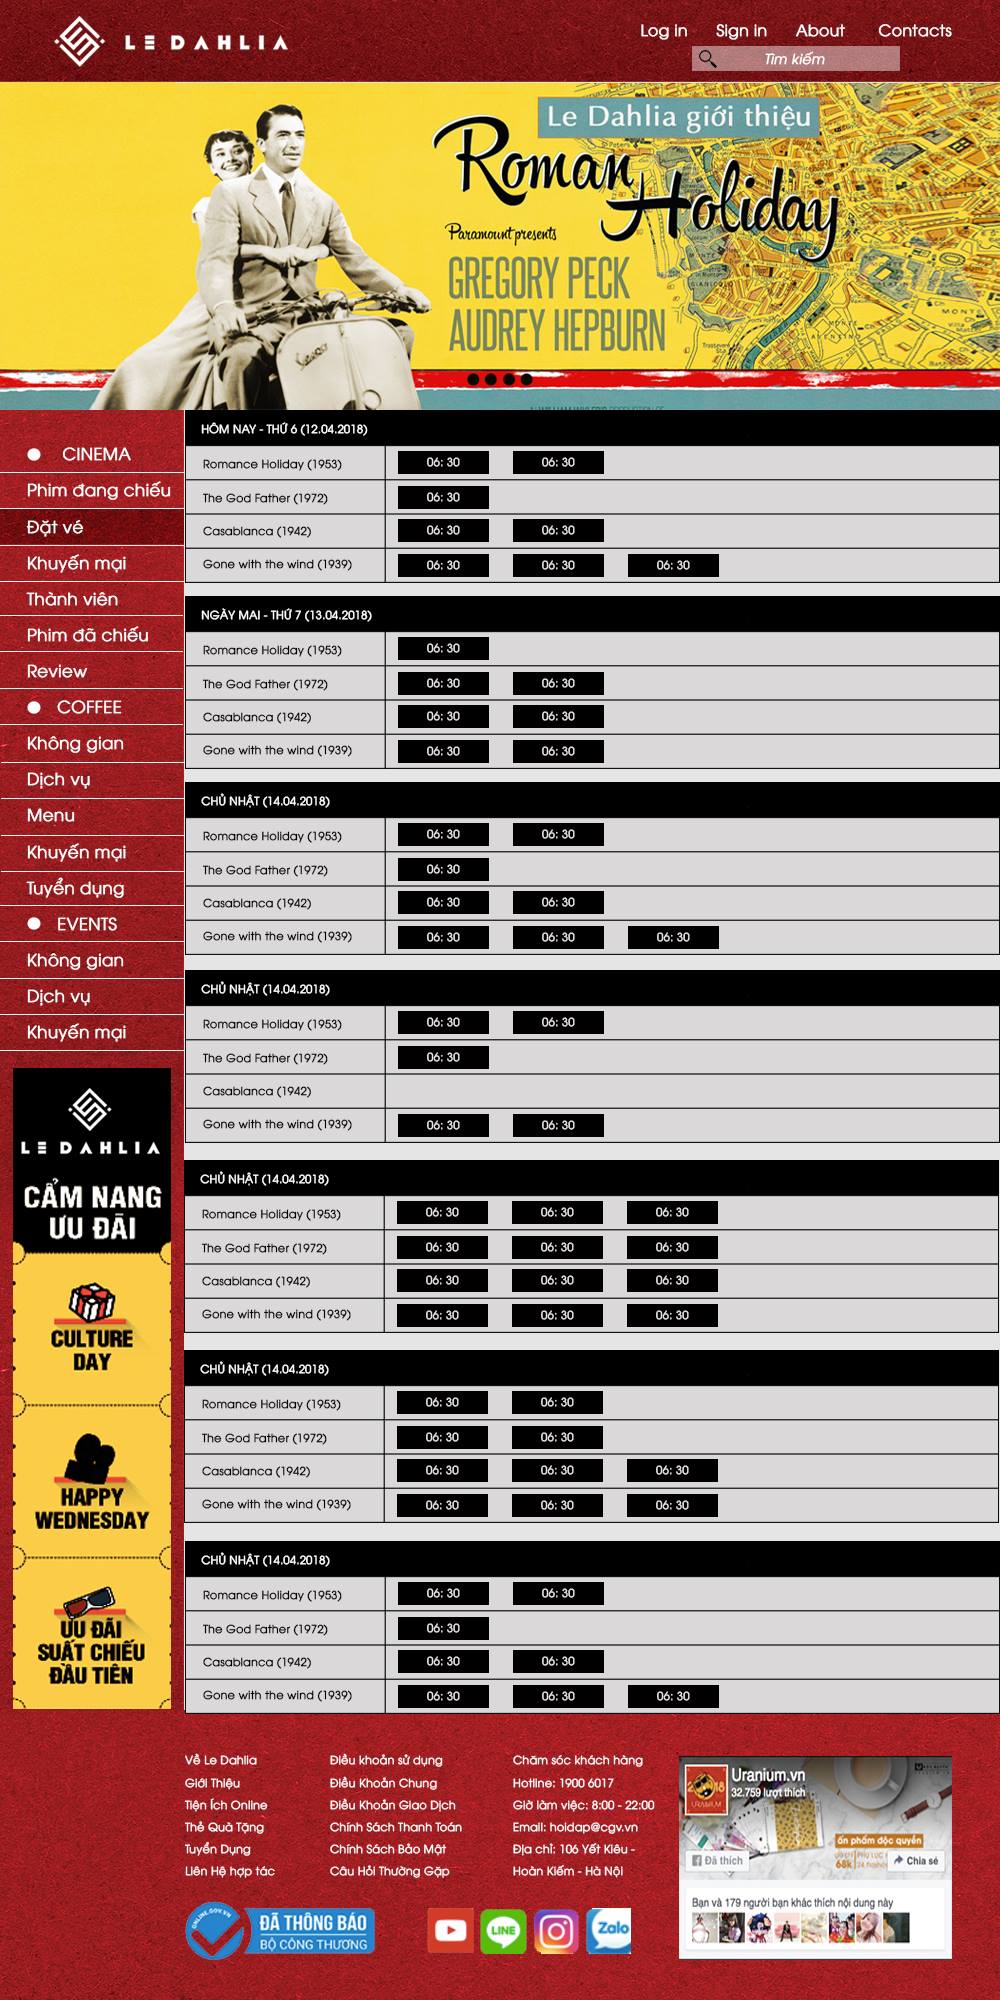 LE DAHLIA
Log in Sign in About Contacts
Tìm kiếm
Le Dahlia giới thiệu
Roman Holiday
Paramount presents
GREGORY PECK
AUDREY HEPBURN
CINEMA
Phim đang chiếu
Đặt vé
Khuyến mại
Thành viên
Phim đã chiếu
Review
COFFEE
Không gian
Dịch vụ
Menu
Khuyến mại
Tuyển dụng
EVENTS
Không gian
Dịch vụ
Khuyến mại
LE DAHLIA
CẨM NANG
ƯU ĐÃI
CULTURE
DAY
HAPPY
WEDNESDAY
ƯU ĐÃI
SUẤT CHIẾU
ĐẦU TIÊN
HÔM NAY - THỨ 6 (12.04.2018)
Romance Holiday (1953) 06: 30 06: 30
The God Father (1972) 06: 30
Casablanca (1942) 06: 30 06: 30
Gone with the wind (1939) 06: 30 06: 30 06: 30
NGÀY MAI - THỨ 7 (13.04.2018)
Romance Holiday (1953) 06: 30
The God Father (1972) 06: 30 06: 30
Casablanca (1942) 06: 30 06: 30
Gone with the wind (1939) 06: 30 06: 30
CHỦ NHẬT (14.04.2018)
Romance Holiday (1953) 06: 30 06: 30
The God Father (1972) 06: 30
Casablanca (1942) 06: 30 06: 30
Gone with the wind (1939) 06: 30 06: 30 06: 30
CHỦ NHẬT (14.04.2018)
Romance Holiday (1953) 06: 30 06: 30
The God Father (1972) 06: 30
Casablanca (1942)
Gone with the wind (1939) 06: 30 06: 30
CHỦ NHẬT (14.04.2018)
Romance Holiday (1953) 06: 30 06: 30 06: 30
The God Father (1972) 06: 30 06: 30 06: 30
Casablanca (1942) 06: 30 06: 30 06: 30
Gone with the wind (1939) 06: 30 06: 30 06: 30
CHỦ NHẬT (14.04.2018)
Romance Holiday (1953) 06: 30 06: 30
The God Father (1972) 06: 30 06: 30
Casablanca (1942) 06: 30 06: 30 06: 30
Gone with the wind (1939) 06: 30 06: 30 06: 30
CHỦ NHẬT (14.04.2018)
Romance Holiday (1953) 06: 30 06: 30
The God Father (1972) 06: 30
Casablanca (1942) 06: 30 06: 30
Gone with the wind (1939) 06: 30 06: 30 06: 30
Về Le Dahlia
Giới Thiệu
Tiện Ích Online
Thẻ Quà Tặng
Tuyển Dụng
Liên Hệ hợp tác
Điều khoản sử dụng
Điều Khoản Chung
Điều Khoản Giao Dịch
Chính Sách Thanh Toán
Chính Sách Bảo Mật
Câu Hỏi Thường Gặp
Chăm sóc khách hàng
Hotline: 1900 6017
Giờ làm việc: 8:00 - 22:00
Email: hoidap@cgv.vn
Địa chỉ: 106 Yết Kiêu -
Hoàn Kiếm - Hà Nội
Uranium.vn
32.759 lượt thích
ấn phẩm độc quyền
68k
Đã thích
Chia sẻ
Bạn và 179 người bạn khác thích nội dung này
ONLINE.GOV.VN
ĐÃ THÔNG BÁO
BỘ CÔNG THƯƠNG
LINE
Zalo